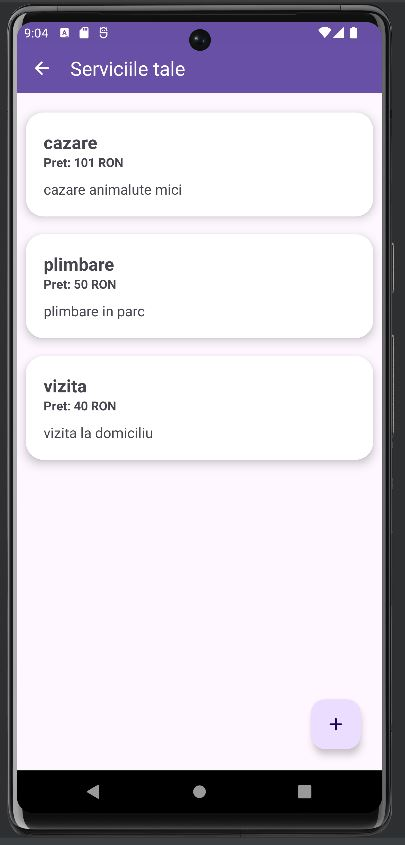 9:04
Serviciile tale
cazare
Pret: 101 RON
cazare animalute mici
plimbare
Pret: 50 RON
plimbare in parc
vizita
Pret: 40 RON
vizita la domiciliu
+